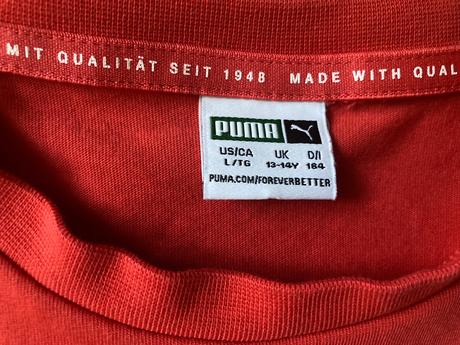 MIT QUALITÄT SEIT 1948 MADE WITH QUAL
PUMA
US/CA UK D/I
L/TG 13-14Y 164
PUMA.COM/FOREVERBETTER